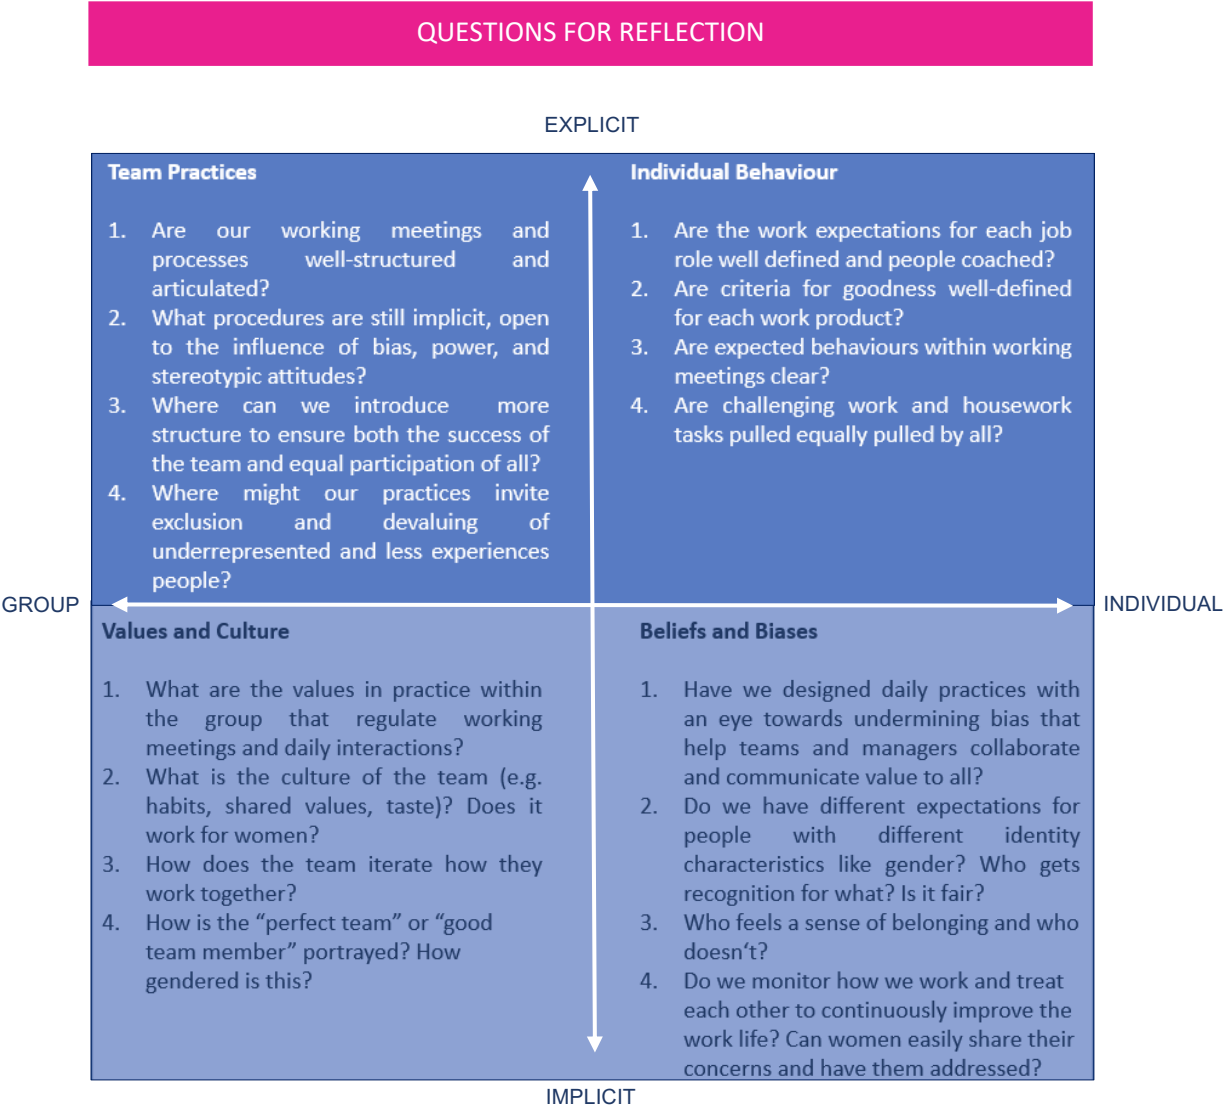 QUESTIONS FOR REFLECTION
EXPLICIT
Team Practices
1. Are our working meetings and
processes well-structured and
articulated?
2. What procedures are still implicit, open
to the influence of bias, power, and
stereotypic attitudes?
3. Where can we introduce more
structure to ensure both the success of
the team and equal participation of all?
4. Where might our practices invite
exclusion and devaluing of
underrepresented and less experiences
people?
Individual Behaviour
1. Are the work expectations for each job
role well defined and people coached?
2. Are criteria for goodness well-defined
for each work product?
3. Are expected behaviours within working
meetings clear?
4. Are challenging work and housework
tasks pulled equally pulled by all?
GROUP
INDIVIDUAL
Values and Culture
1. What are the values in practice within
the group that regulate working
meetings and daily interactions?
2. What is the culture of the team (e.g.
habits, shared values, taste)? Does it
work for women?
3. How does the team iterate how they
work together?
4. How is the “perfect team” or “good
team member” portrayed? How
gendered is this?
Beliefs and Biases
1. Have we designed daily practices with
an eye towards undermining bias that
help teams and managers collaborate
and communicate value to all?
2. Do we have different expectations for
people with different identity
characteristics like gender? Who gets
recognition for what? Is it fair?
3. Who feels a sense of belonging and who
doesn‘t?
4. Do we monitor how we work and treat
each other to continuously improve the
work life? Can women easily share their
concerns and have them addressed?
IMPLICIT